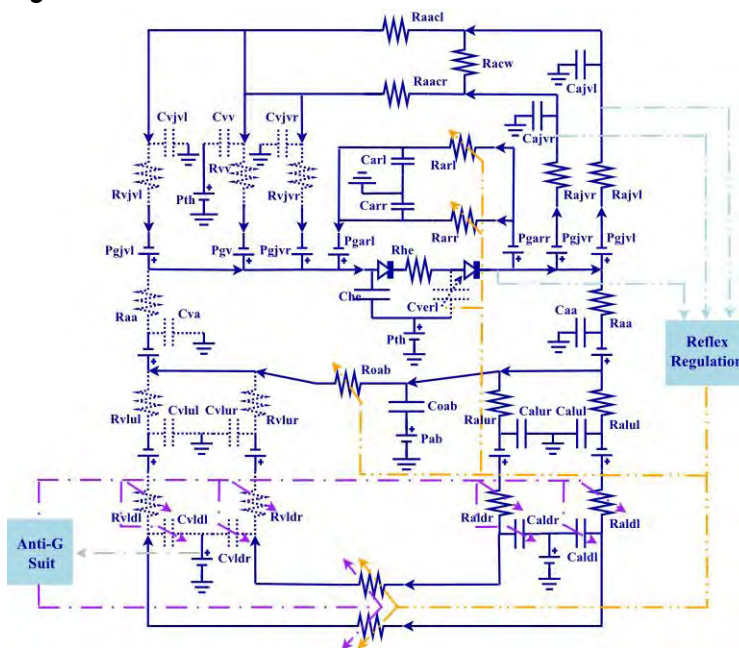 Raacl
Racw
Cajvl
Raacr
Cvjvl
Cvv
Cvjvr
Cajvr
Carl
Rarl
Rvjvl
Rvv
Rvjvr
Rajvr
Rajvl
Pth
Carr
Rarr
Pgjvl
Pgv
Pgjvr
Pgarl
Pgarr
Pgjvr
Pgjvl
Rhe
Che
Cverl
Raa
Cva
Pth
Caa
Raa
Reflex
Regulation
Roab
Rvlul
Cvlul
Cvlur
Rvlur
Coab
Ralur
Calur
Calul
Ralul
Pab
Rvldl
Cvldl
Rvldr
Raldr
Caldr
Raldl
Anti-G
Suit
Cvldr
Caldl